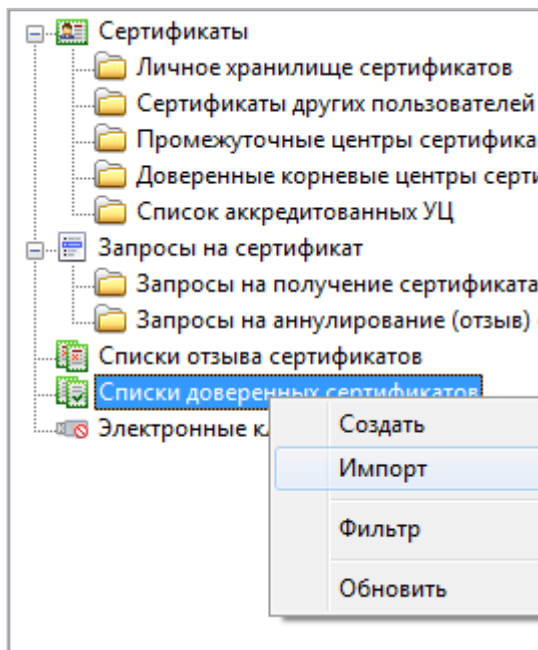 Сертификаты
Личное хранилище сертификатов
Сертификаты других пользователей
Промежуточные центры сертифика
Доверенные корневые центры серти
Список аккредитованных УЦ
Запросы на сертификат
Запросы на получение сертификата
Запросы на аннулирование (отзыв)
Списки отзыва сертификатов
Списки доверенных сертификатов
Электронные к
Создать
Импорт
Фильтр
Обновить